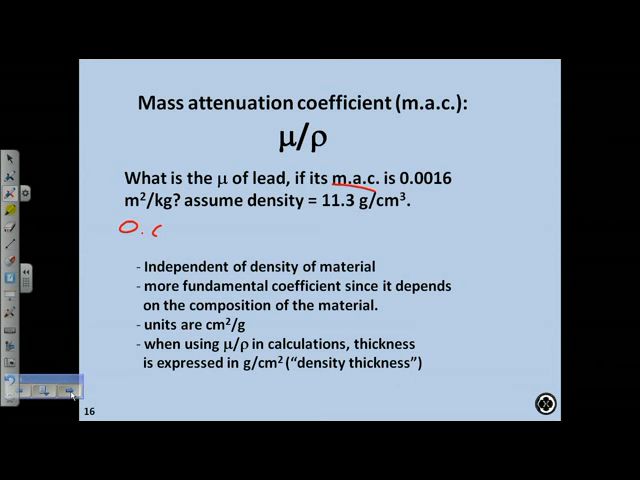 Mass attenuation coefficient (m.a.c.):
μ/ρ
What is the μ of lead, if its m.a.c. is 0.0016
m²/kg? assume density = 11.3 g/cm³.
0.0
- Independent of density of material
- more fundamental coefficient since it depends
on the composition of the material.
- units are cm²/g
- when using μ/ρ in calculations, thickness
is expressed in g/cm² (“density thickness”)
16